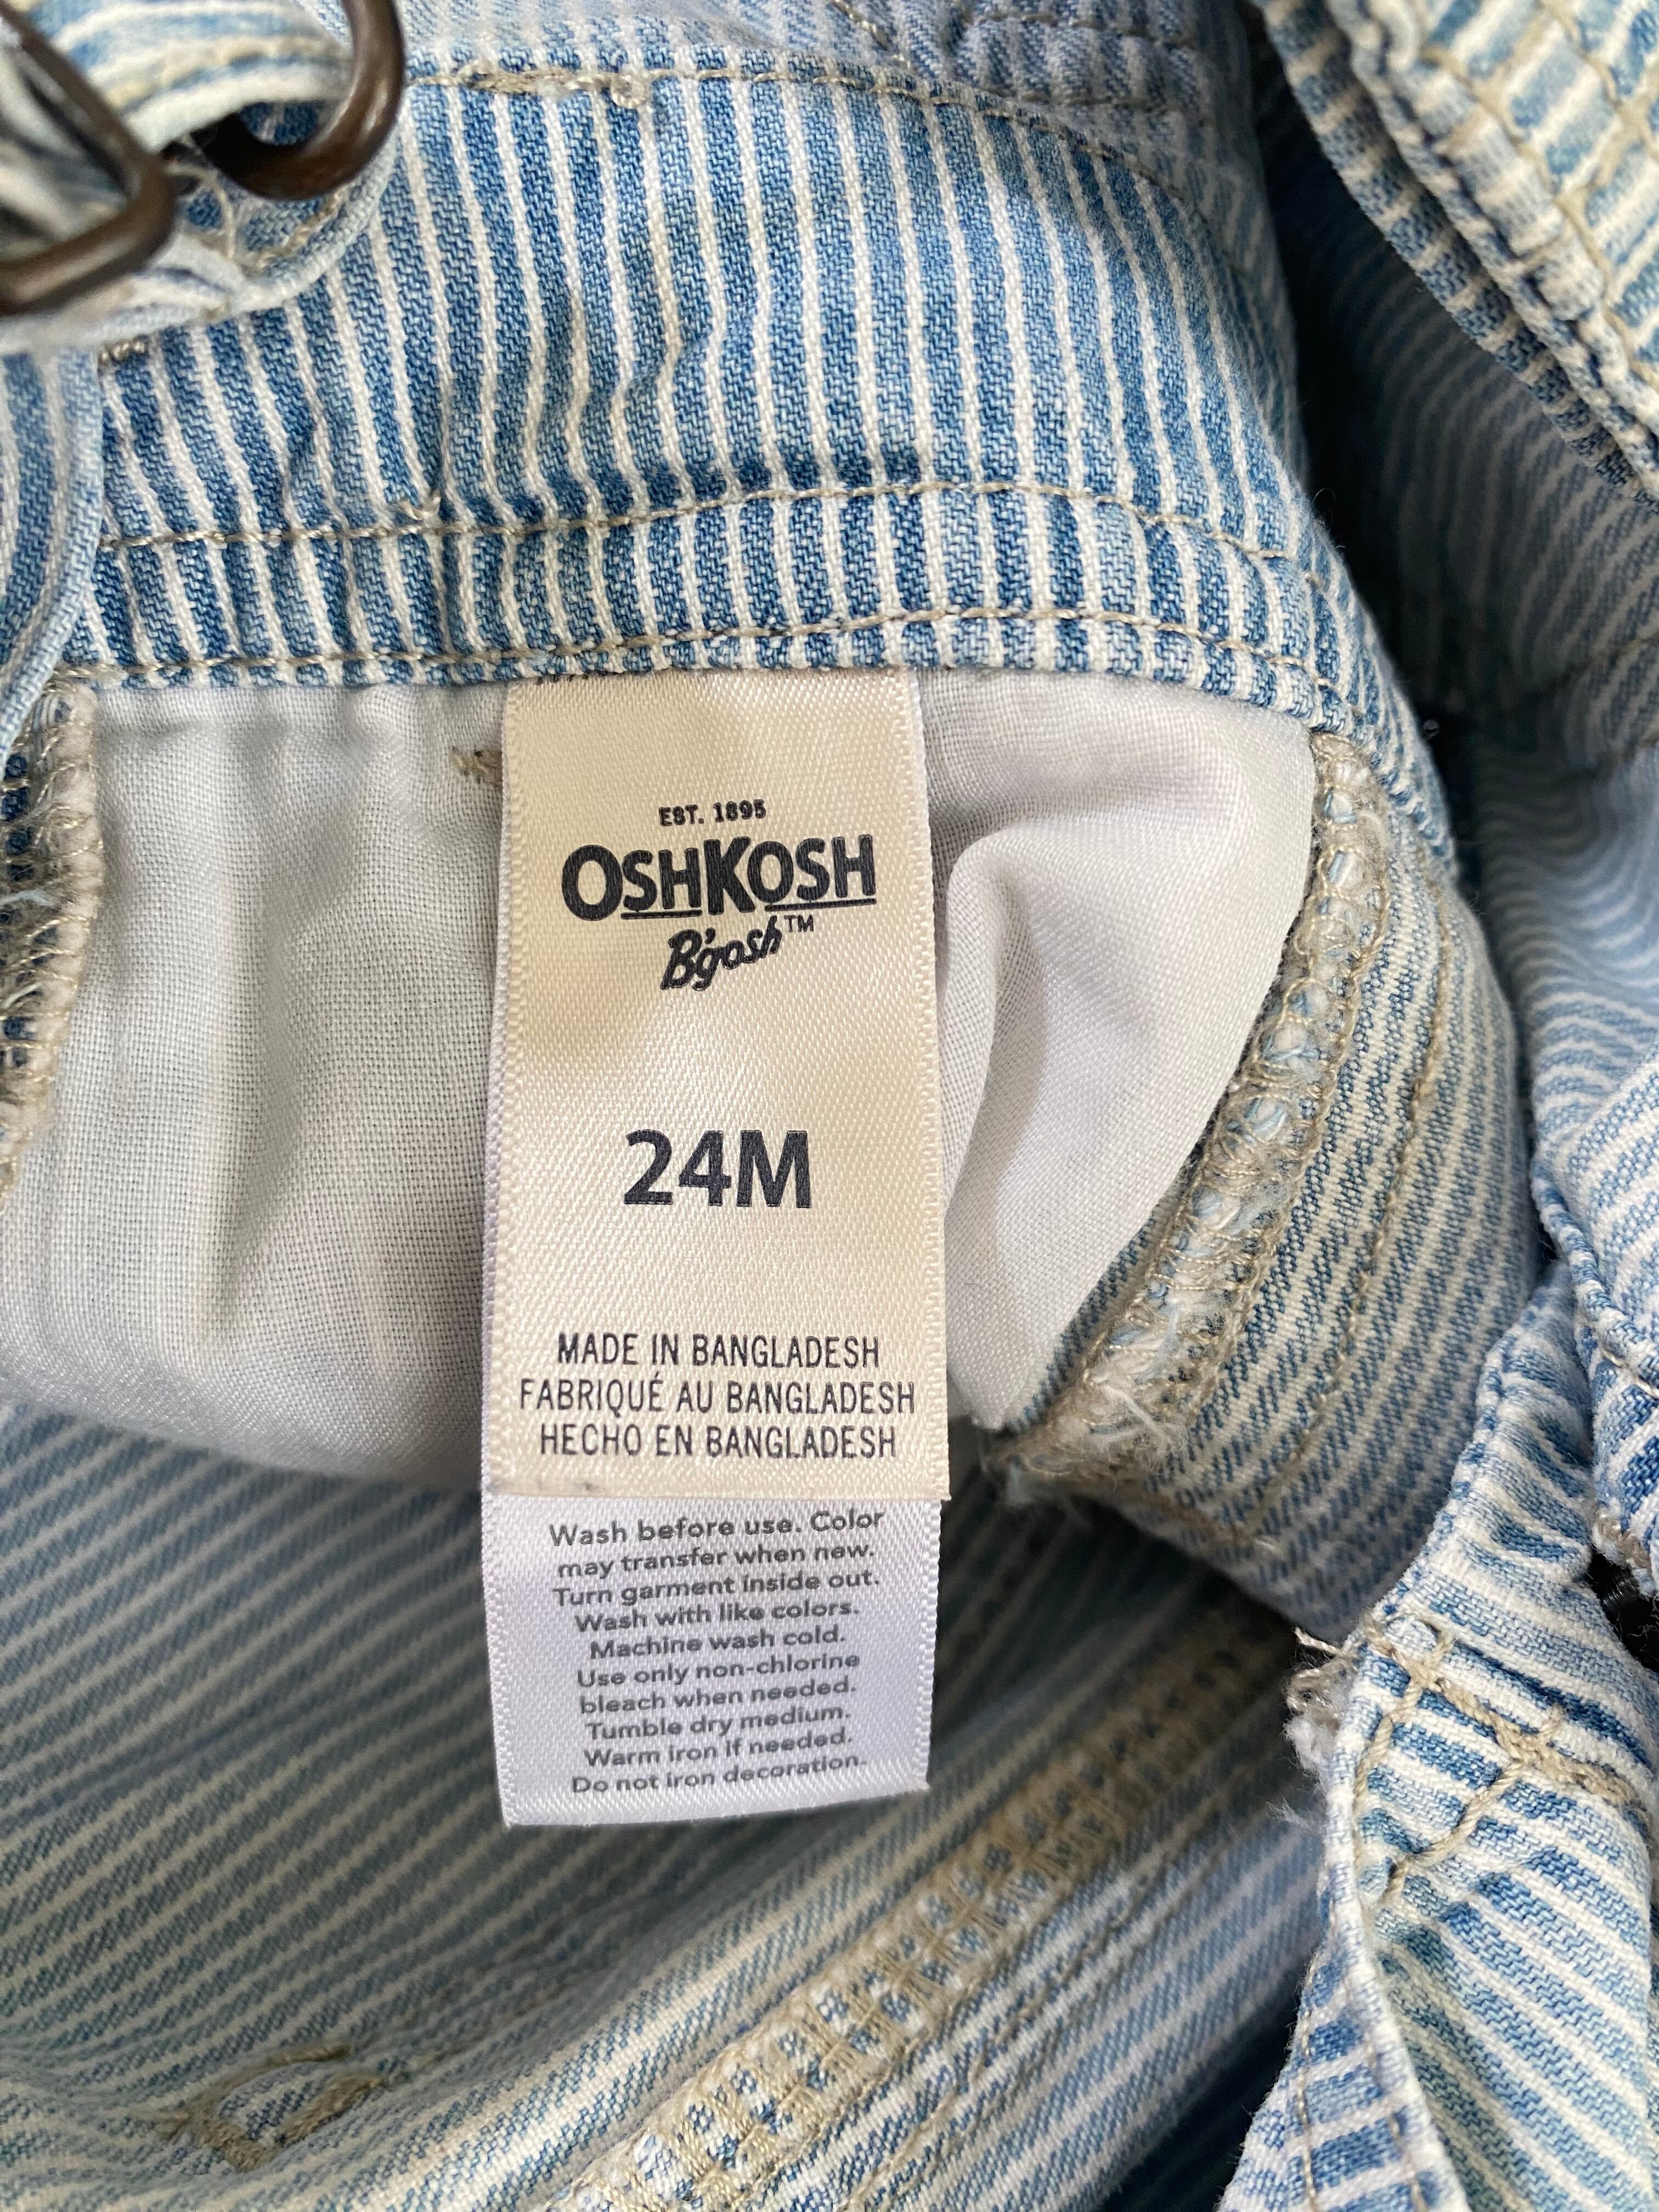 EST. 1895
OSHKOSH
B'gosh™
24M
MADE IN BANGLADESH
FABRIQUÉ AU BANGLADESH
HECHO EN BANGLADESH
Wash before use. Color
may transfer when new.
Turn garment inside out.
Wash with like colors.
Machine wash cold.
Use only non-chlorine
bleach when needed.
Tumble dry medium.
Warm iron if needed.
Do not iron decoration.